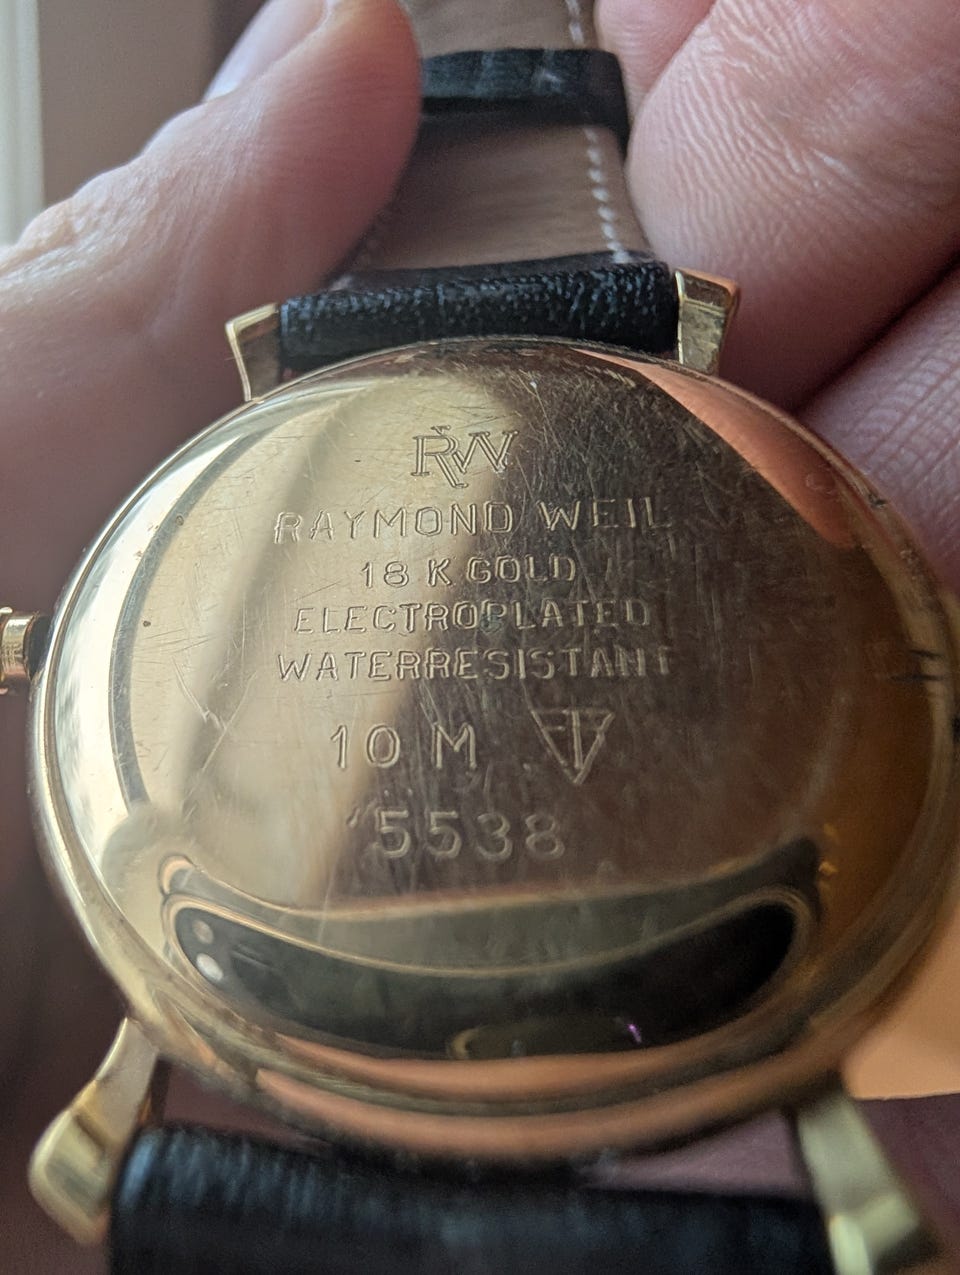 RW
RAYMOND WEIL
18 K GOLD
ELECTROPLATED
WATERRESISTANT
10 M
5538